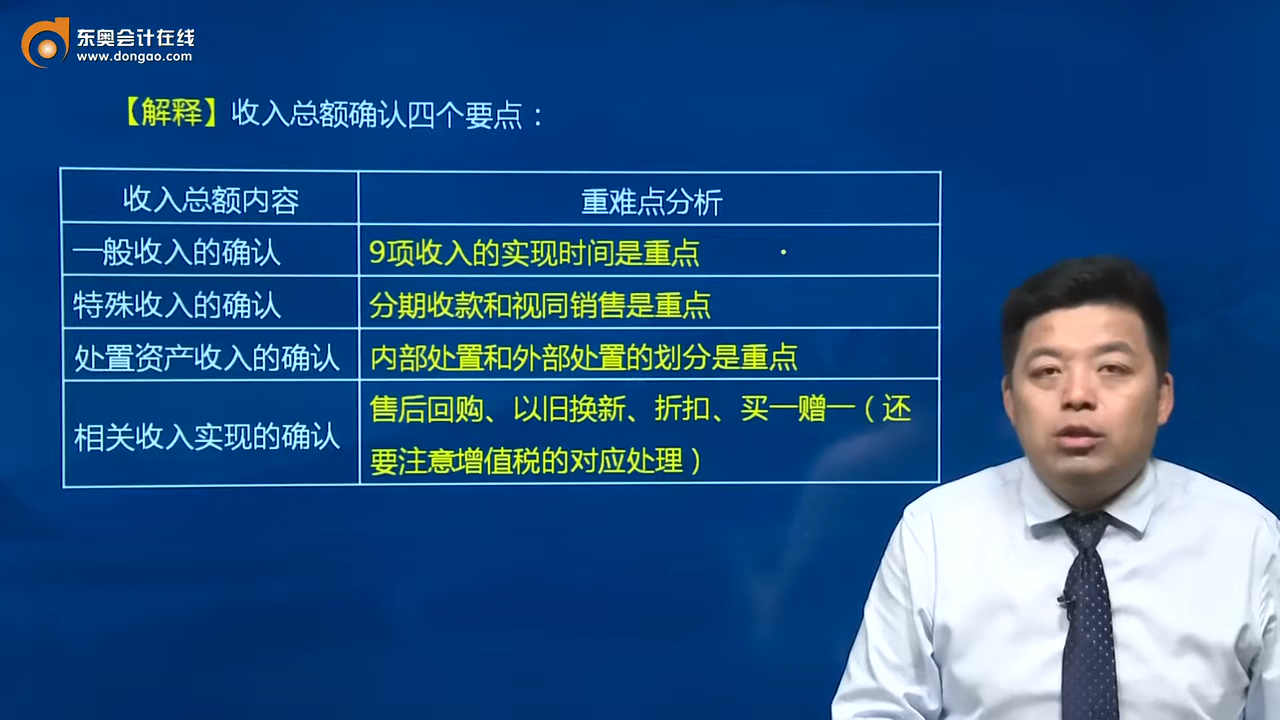 东奥会计在线
www.dongao.com
【解释】收入总额确认四个要点：
收入总额内容
重难点分析
一般收入的确认
9项收入的实现时间是重点
特殊收入的确认
分期收款和视同销售是重点
处置资产收入的确认
内部处置和外部处置的划分是重点
相关收入实现的确认
售后回购、以旧换新、折扣、买一赠一（还
要注意增值税的对应处理）